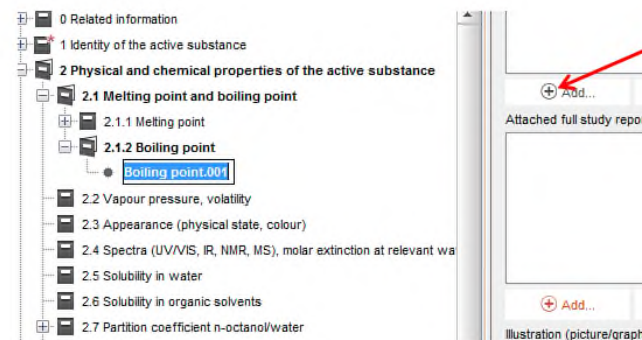 0 Related information
1 Identity of the active substance
2 Physical and chemical properties of the active substance
2.1 Melting point and boiling point
2.1.1 Melting point
2.1.2 Boiling point
Boiling point.001
2.2 Vapour pressure, volatility
2.3 Appearance (physical state, colour)
2.4 Spectra (UV/VIS, IR, NMR, MS), molar extinction at relevant wa
2.5 Solubility in water
2.6 Solubility in organic solvents
2.7 Partition coefficient n-octanol/water
Add...
Attached full study repor
Add...
Illustration (picture/graph